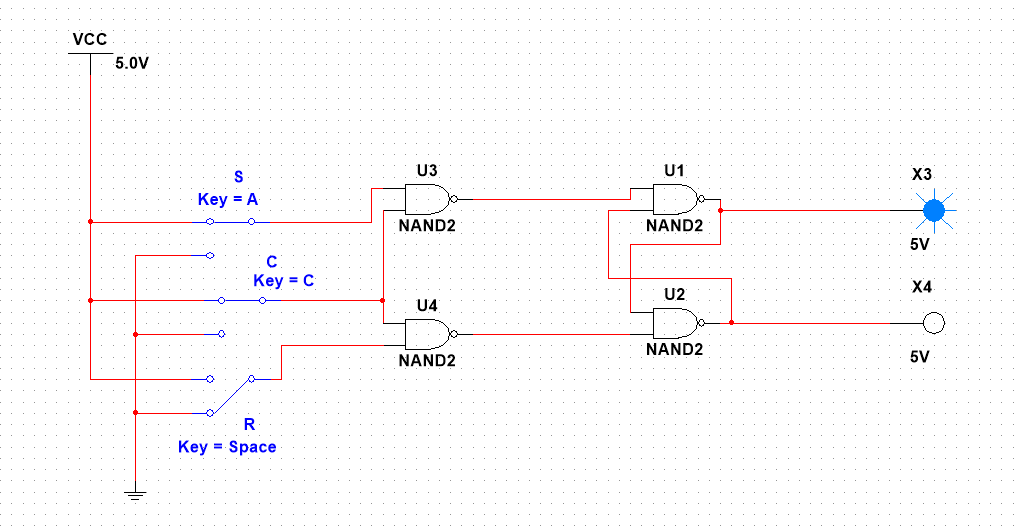 VCC
5.0V
S
Key = A
C
Key = C
R
Key = Space
U3
NAND2
U4
NAND2
U1
NAND2
U2
NAND2
X3
5V
X4
5V